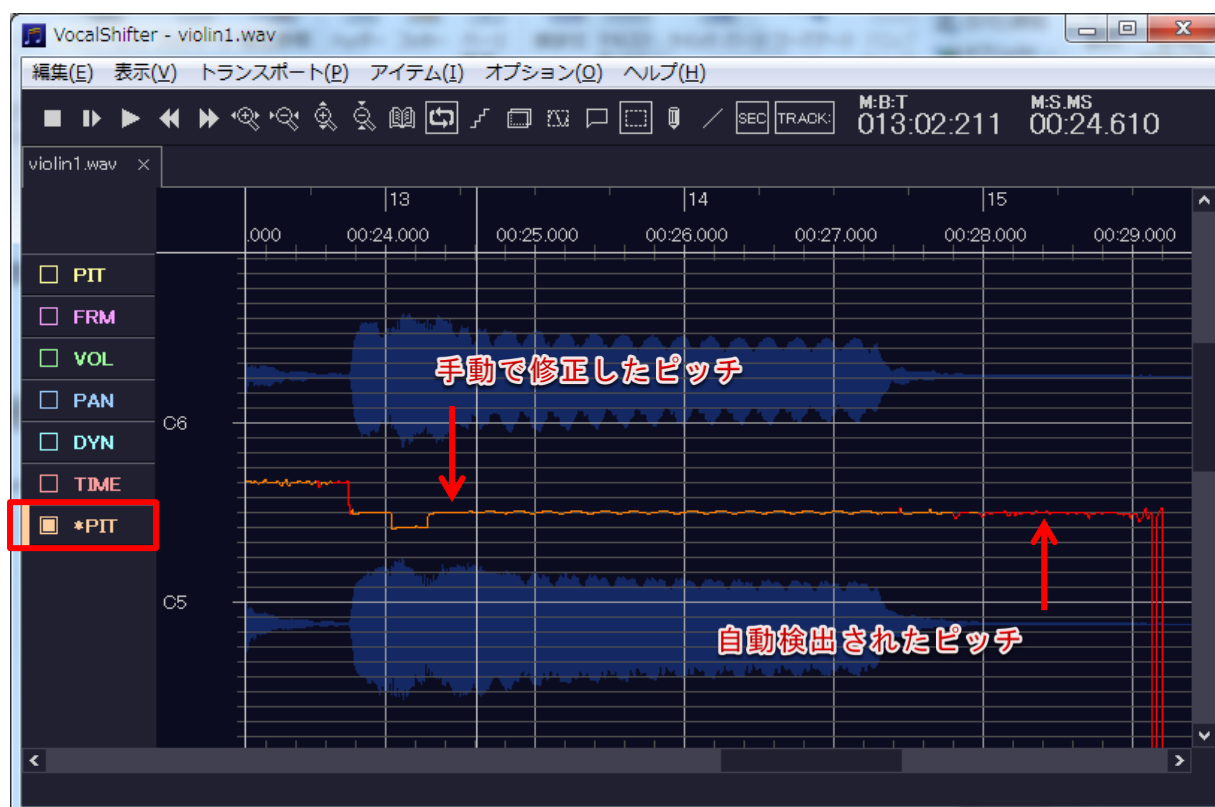 VocalShifter - violin1.wav
編集(E) 表示(V) トランスポート(P) アイテム(I) オプション(O) ヘルプ(H)
SEC TRACK: M:B:T 013:02:211 M:S.MS 00:24.610
violin1.wav ×
13 14 15
.000 00:24.000 00:25.000 00:26.000 00:27.000 00:28.000 00:29.000
PIT
FRM
VOL
手動で修正したピッチ
PAN
C6
DYN
TIME
*PIT
C5
自動検出されたピッチ